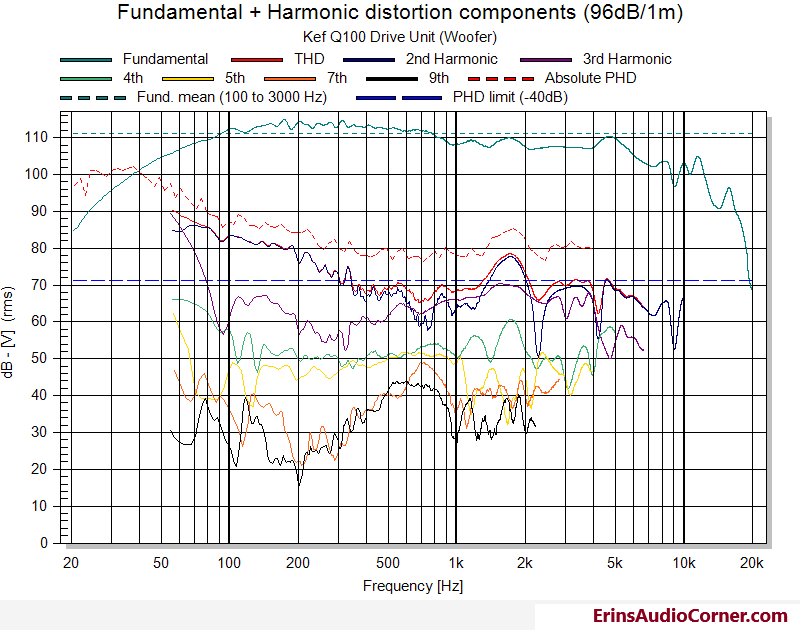 Fundamental + Harmonic distortion components (96dB/1m)
Kef Q100 Drive Unit (Woofer)
Fundamental THD 2nd Harmonic 3rd Harmonic
4th 5th 7th 9th Absolute PHD
Fund. mean (100 to 3000 Hz) PHD limit (-40dB)
dB - [V] (rms)
110
100
90
80
70
60
50
40
30
20
10
0
20 50 100 200 500 1k 2k 5k 10k 20k
Frequency [Hz]
ErinsAudioCorner.com